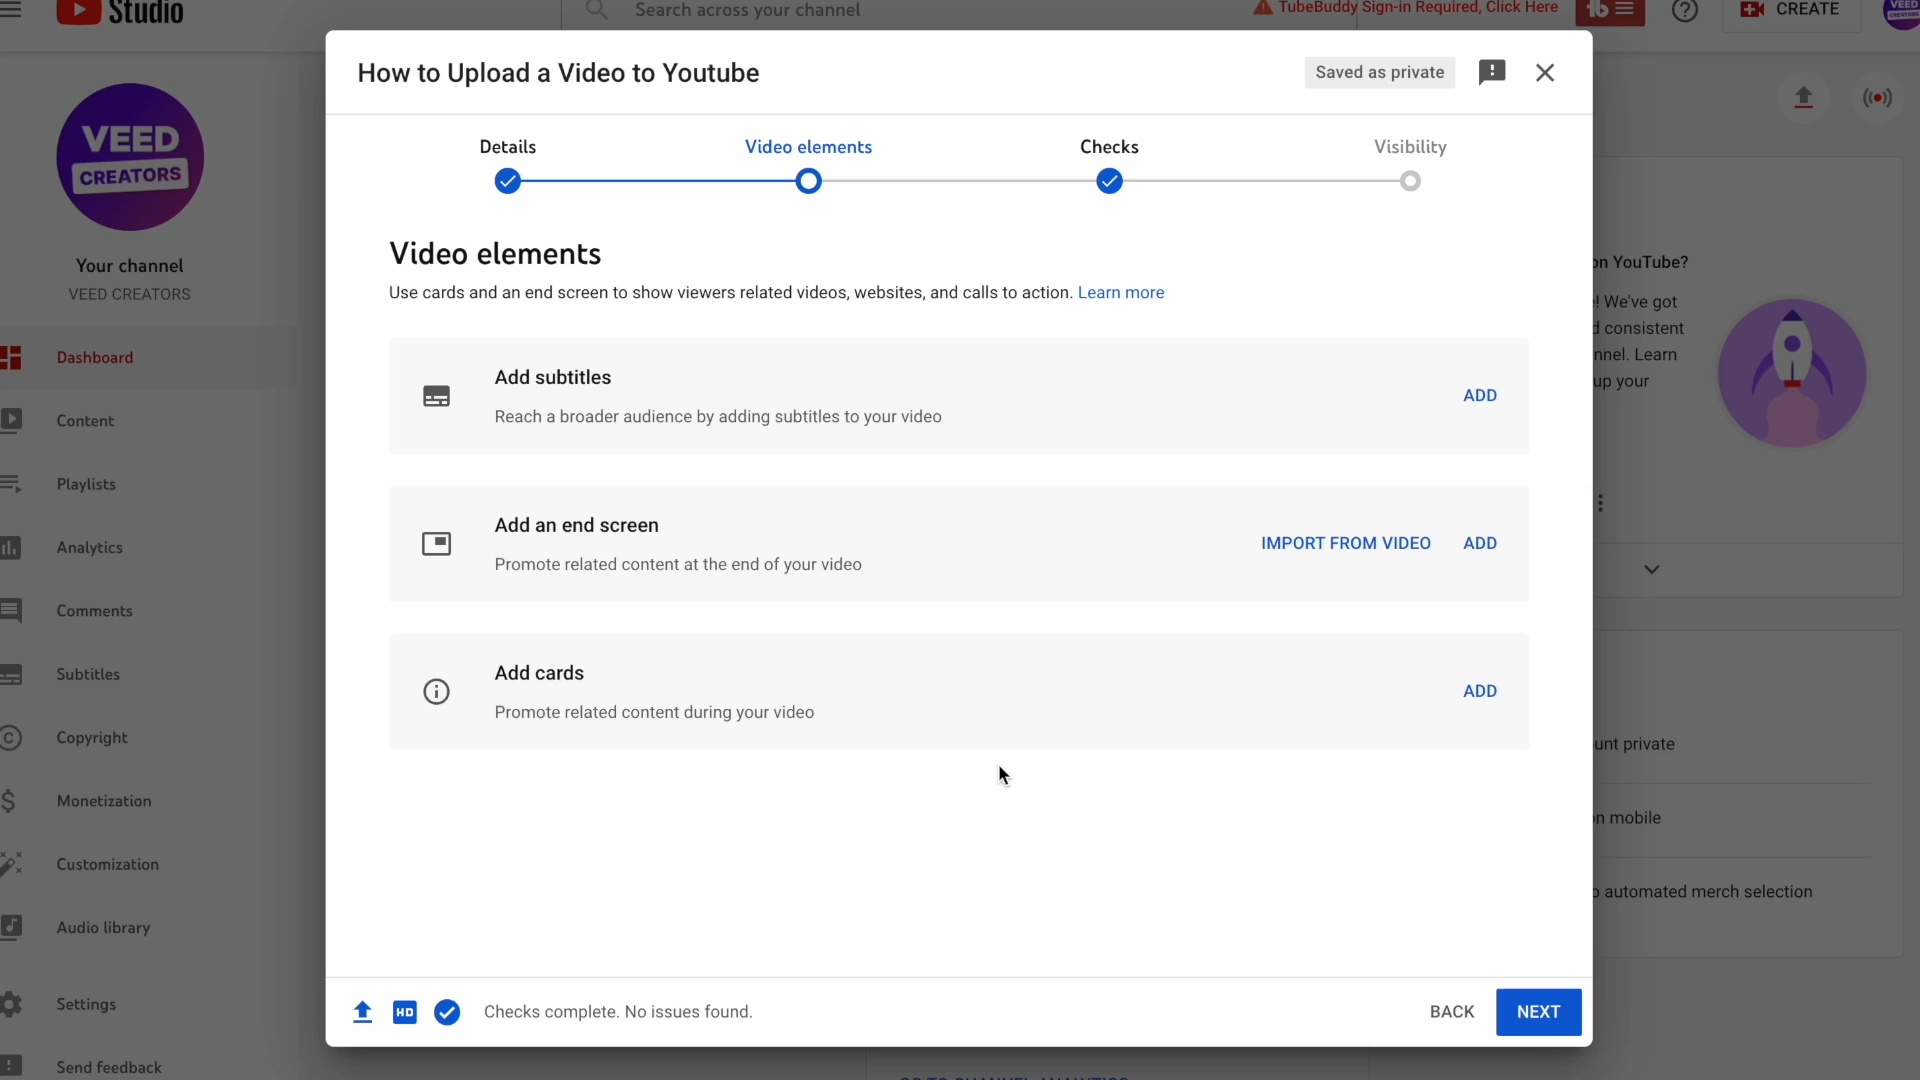 Studio
Search across your channel
TubeBuddy Sign-in Required, Click Here
CREATE
VEED
CREATORS
How to Upload a Video to Youtube
Saved as private
Details
Video elements
Checks
Visibility
VEED
CREATORS
Your channel
VEED CREATORS
Dashboard
Content
Playlists
Analytics
Comments
Subtitles
Copyright
Monetization
Customization
Audio library
Settings
Send feedback
Video elements
Use cards and an end screen to show viewers related videos, websites, and calls to action. Learn more
Add subtitles
Reach a broader audience by adding subtitles to your video
ADD
Add an end screen
Promote related content at the end of your video
IMPORT FROM VIDEO
ADD
Add cards
Promote related content during your video
ADD
HD
Checks complete. No issues found.
BACK
NEXT
on YouTube?
! We've got
d consistent
nnel. Learn
up your
unt private
on mobile
o automated merch selection